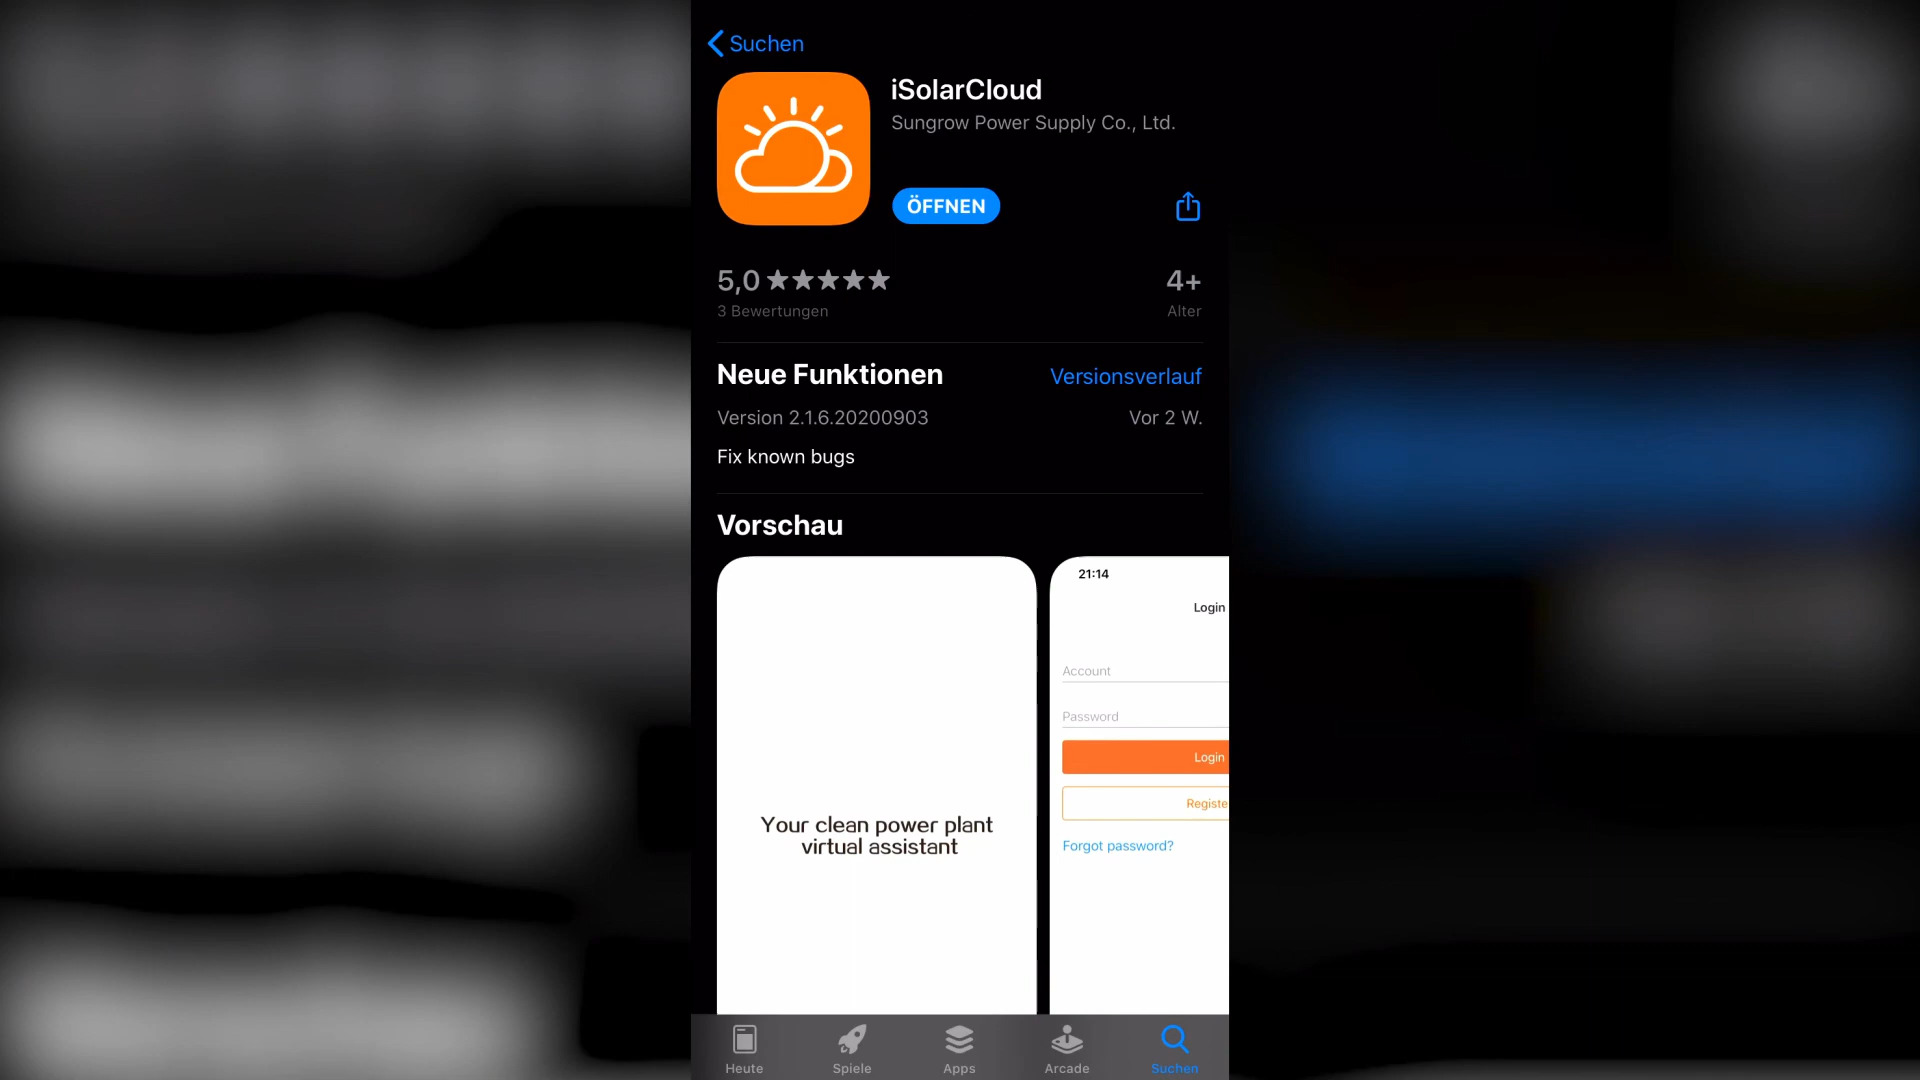 Suchen
iSolarCloud
Sungrow Power Supply Co., Ltd.
ÖFFNEN
5,0 ★★★★★
4+
3 Bewertungen
Alter
Neue Funktionen
Versionsverlauf
Version 2.1.6.20200903
Vor 2 W.
Fix known bugs
Vorschau
Your clean power plant
virtual assistant
21:14
Login
Account
Password
Login
Registe
Forgot password?
Heute
Spiele
Apps
Arcade
Suchen